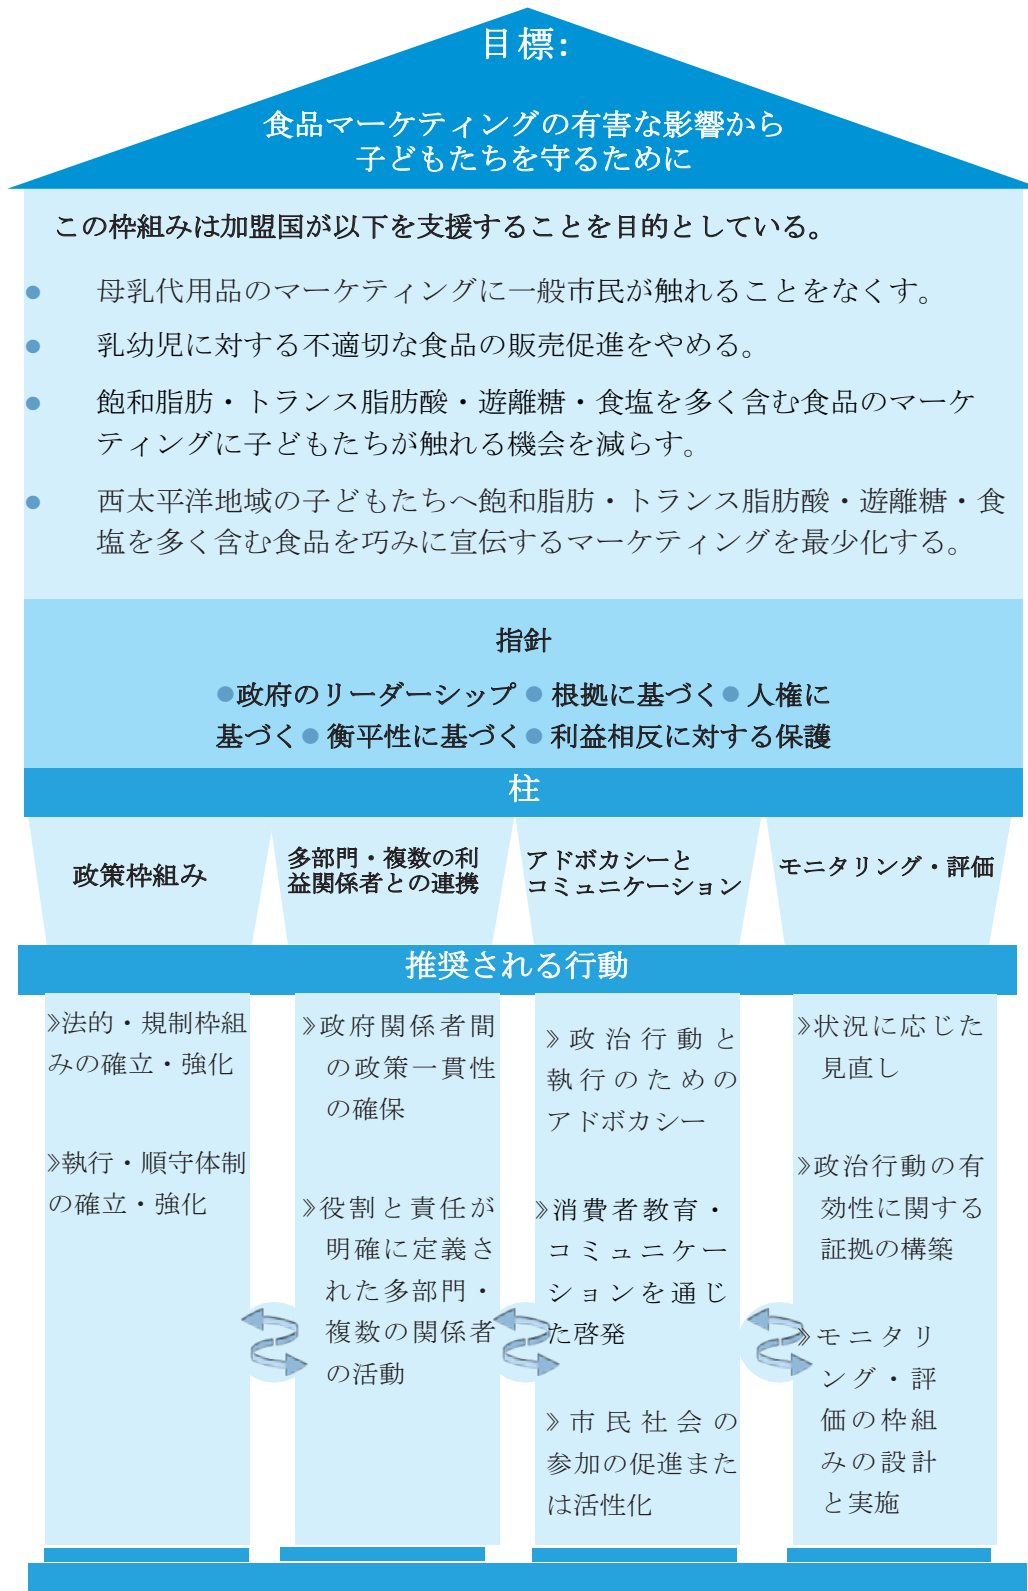 目標:
食品マーケティングの有害な影響から
子どもたちを守るために
この枠組みは加盟国が以下を支援することを目的としている。
● 母乳代用品のマーケティングに一般市民が触れることをなくす。
● 乳幼児に対する不適切な食品の販売促進をやめる。
● 飽和脂肪・トランス脂肪酸・遊離糖・食塩を多く含む食品のマーケ
ティングに子どもたちが触れる機会を減らす。
● 西太平洋地域の子どもたちへ飽和脂肪・トランス脂肪酸・遊離糖・食
塩を多く含む食品を巧みに宣伝するマーケティングを最少化する。
指針
●政府のリーダーシップ ● 根拠に基づく ● 人権に
基づく ● 衡平性に基づく ● 利益相反に対する保護
柱
政策枠組み
多部門・複数の利
益関係者との連携
アドボカシーと
コミュニケーション
モニタリング・評価
推奨される行動
》法的・規制枠組
みの確立・強化
》執行・順守体制
の確立・強化
》政府関係者間
の政策一貫性
の確保
》役割と責任が
明確に定義さ
れた多部門・
複数の関係者
の活動
》政治行動と
執行のための
アドボカシー
》消費者教育・
コミュニケー
ションを通じ
た啓発
》市民社会の
参加の促進また
は活性化
》状況に応じた
見直し
》政治行動の有
効性に関する
証拠の構築
》モニタリ
ング・評
価の枠組
みの設計
と実施